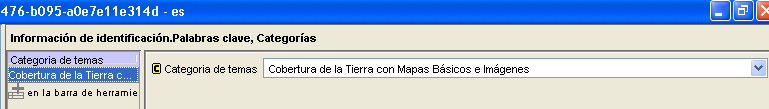 476-b095-a0e7e11e314d - es
Información de identificación.Palabras clave, Categorías
Categoria de temas
Cobertura de la Tierra c...
en la barra de herramie
C Categoria de temas Cobertura de la Tierra con Mapas Básicos e Imágenes